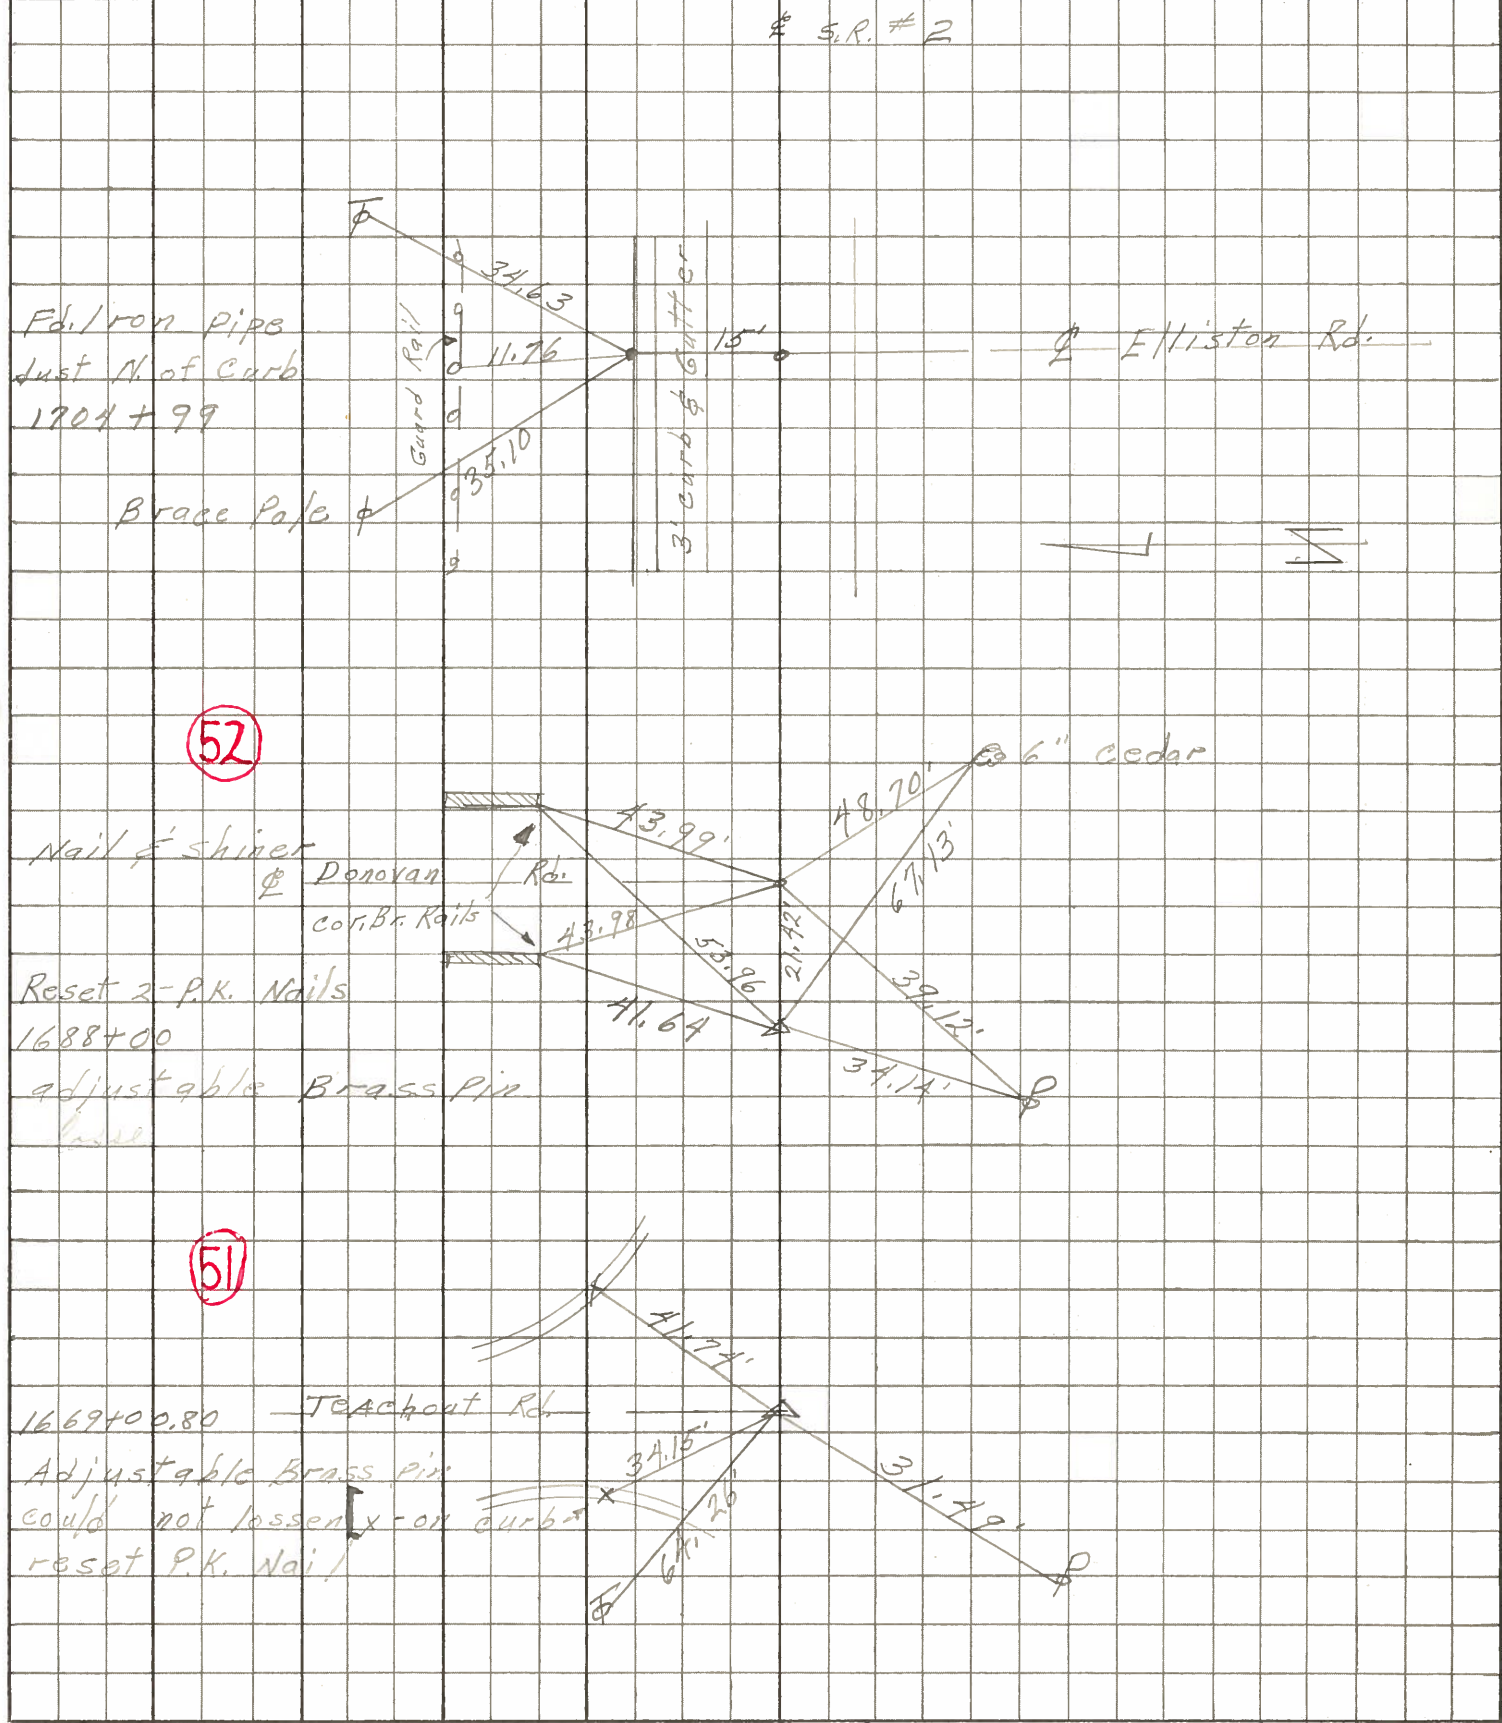 ℄ S.R. # 2
34.63
Fd. Iron Pipe
Just N. of Curb
1704 + 99
Guard Rail
11.76
3' Curb & Gutter
15'
℄ Elliston Rd.
35.10
Brace Pole
N
52
6" Cedar
48.70'
43.99'
67.13'
Nail & Shiner
℄ Donovan Rd.
Cor. Br. Rails
43.98
53.96
21.42'
39.12'
Reset 2-P.K. Nails
1688+00
41.64
34.14'
adjustable Brass Pin
51
41.74'
1669+00.80
Teachout Rd.
34.15'
Adjustable Brass Pin
31.49'
could not lossen
x-on curb
reset P.K. Nail
64.26'